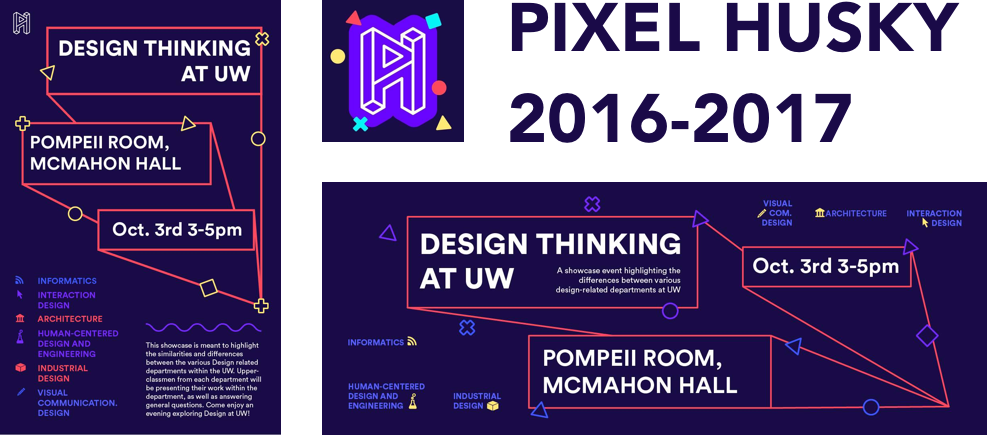 DESIGN THINKING
AT UW
POMPEII ROOM,
MCMAHON HALL
Oct. 3rd 3-5pm
INFORMATICS
INTERACTION
DESIGN
ARCHITECTURE
HUMAN-CENTERED
DESIGN AND
ENGINEERING
INDUSTRIAL
DESIGN
VISUAL
COMMUNICATION.
DESIGN
This showcase is meant to highlight
the similarities and differences
between the various Design related
departments within the UW. Upper-
classmen from each department will
be presenting their work within the
department, as well as answering
general questions. Come enjoy an
evening exploring Design at UW!
PIXEL HUSKY
2016-2017
DESIGN THINKING
AT UW
A showcase event highlighting the
differences between various
design-related departments at UW
VISUAL
COM.
DESIGN
ARCHITECTURE
INTERACTION
DESIGN
Oct. 3rd 3-5pm
INFORMATICS
POMPEII ROOM,
MCMAHON HALL
HUMAN-CENTERED
DESIGN AND
ENGINEERING
INDUSTRIAL
DESIGN